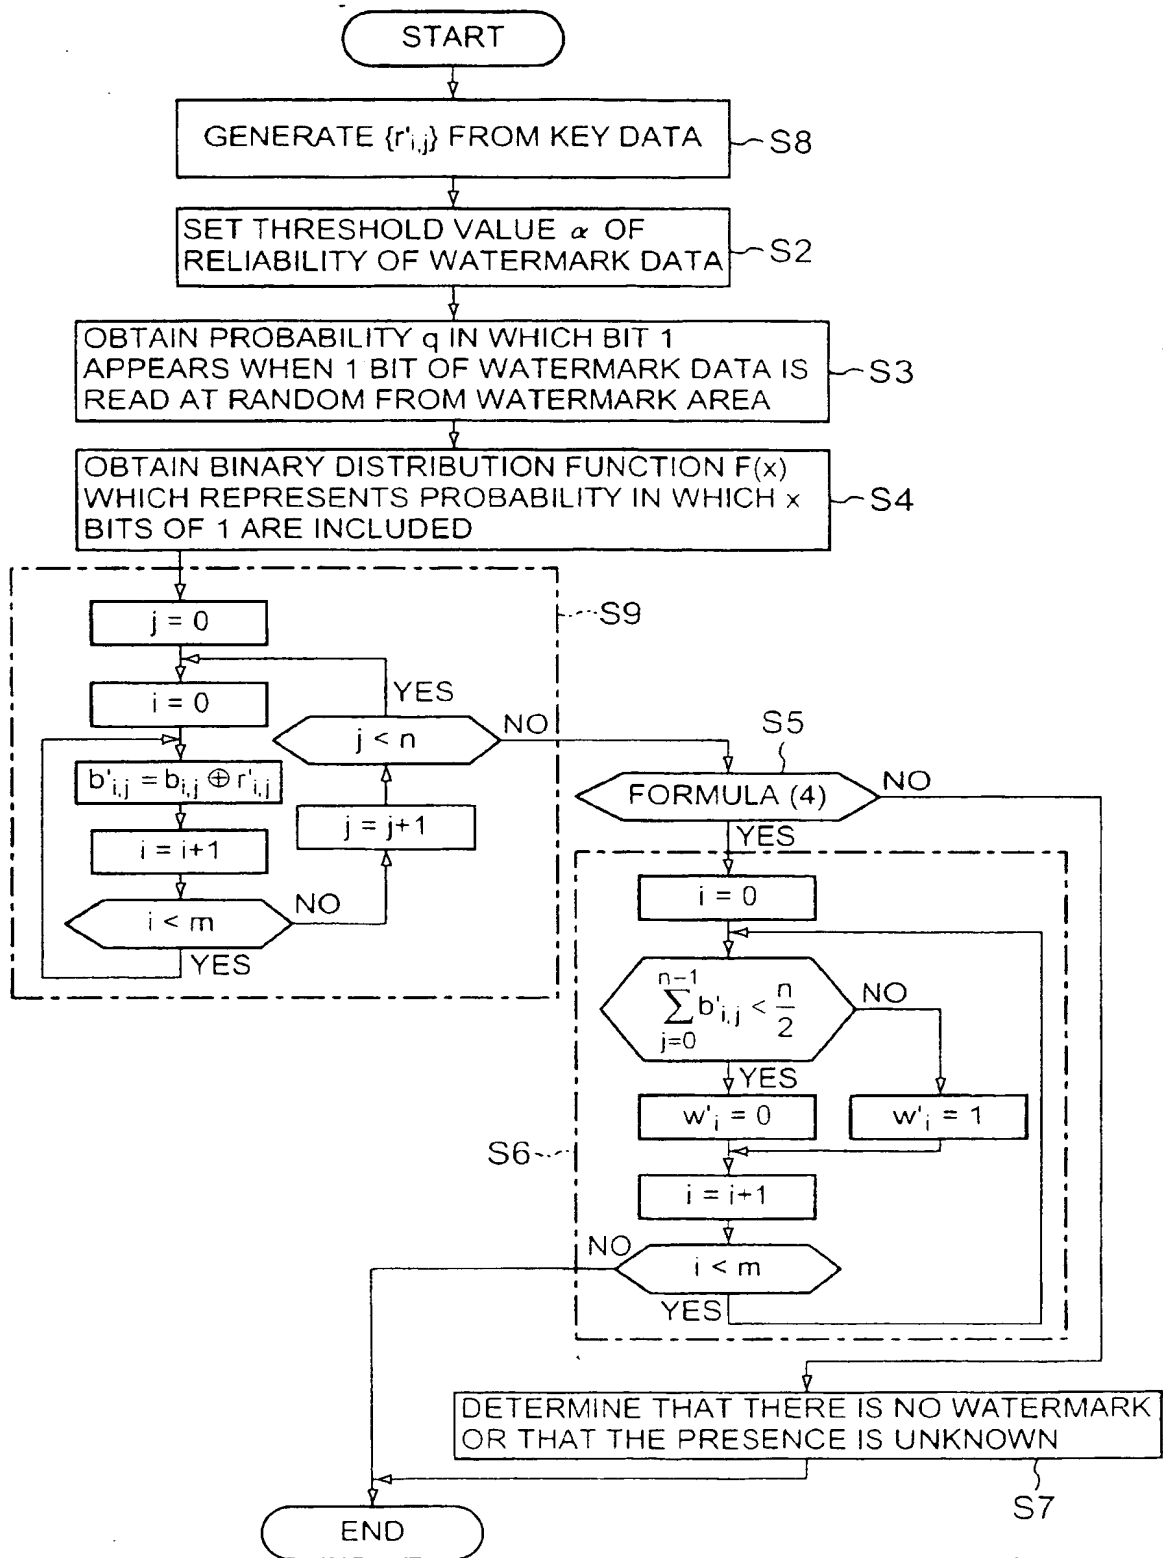 START
GENERATE {r'i,j} FROM KEY DATA
S8
SET THRESHOLD VALUE α OF
RELIABILITY OF WATERMARK DATA
S2
OBTAIN PROBABILITY q IN WHICH BIT 1
APPEARS WHEN 1 BIT OF WATERMARK DATA IS
READ AT RANDOM FROM WATERMARK AREA
S3
OBTAIN BINARY DISTRIBUTION FUNCTION F(x)
WHICH REPRESENTS PROBABILITY IN WHICH x
BITS OF 1 ARE INCLUDED
S4
S9
j = 0
i = 0
b'i,j = bi,j ⊕ r'i,j
i = i+1
i < m
YES
NO
j = j+1
j < n
YES
NO
S5
FORMULA (4)
NO
YES
S6
i = 0
n−1
∑ b'i,j < n/2
j=0
NO
YES
w'i = 0
w'i = 1
i = i+1
i < m
NO
YES
DETERMINE THAT THERE IS NO WATERMARK
OR THAT THE PRESENCE IS UNKNOWN
S7
END